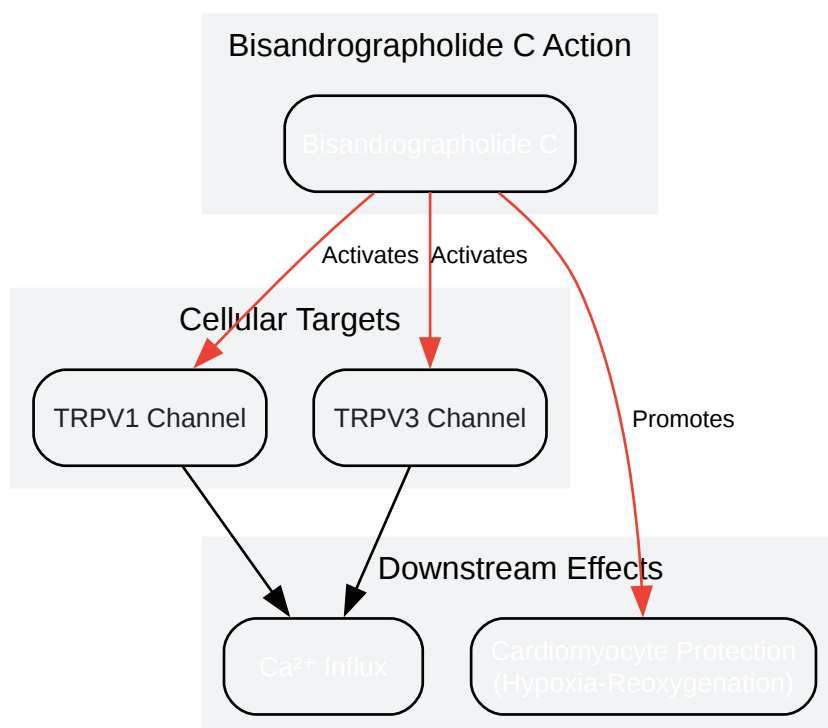 Bisandrographolide C Action
Bisandrographolide C
Activates
Activates
Cellular Targets
TRPV1 Channel
TRPV3 Channel
Promotes
Downstream Effects
Ca²⁺ Influx
Cardiomyocyte Protection
(Hypoxia-Reoxygenation)